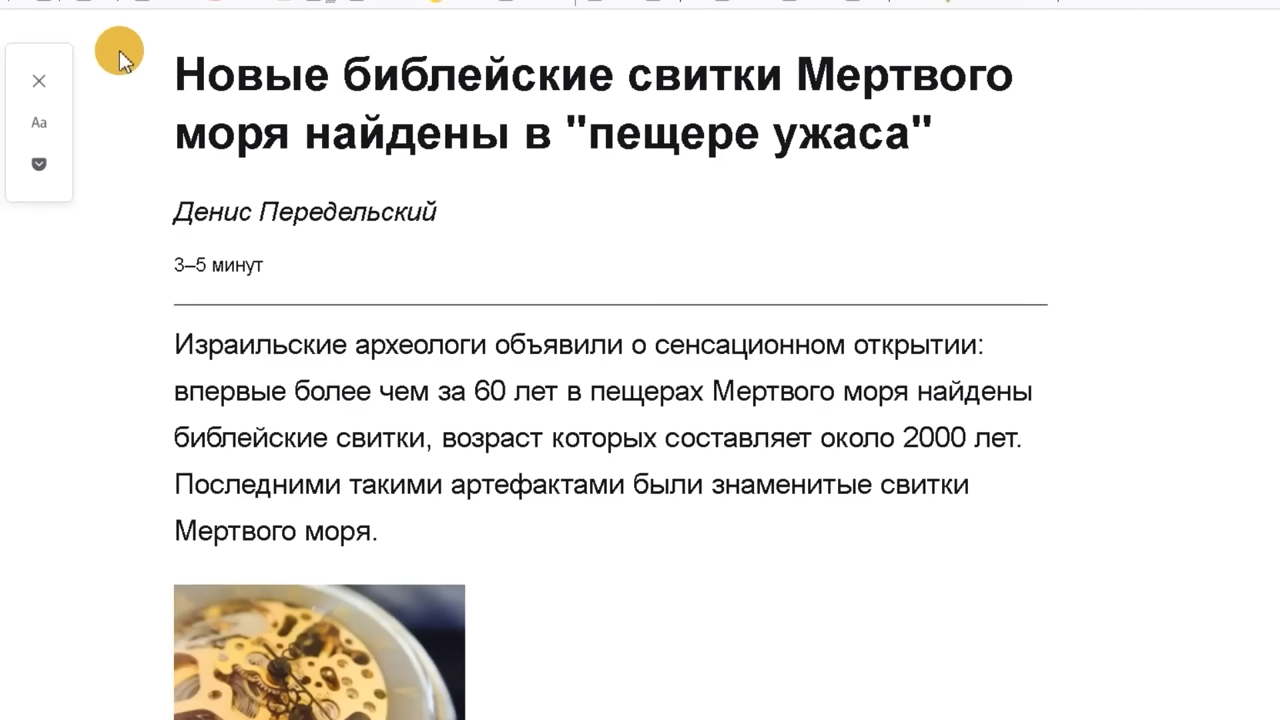 Новые библейские свитки Мертвого
моря найдены в "пещере ужаса"
Aa
Денис Передельский
3–5 минут
Израильские археологи объявили о сенсационном открытии:
впервые более чем за 60 лет в пещерах Мертвого моря найдены
библейские свитки, возраст которых составляет около 2000 лет.
Последними такими артефактами были знаменитые свитки
Мертвого моря.